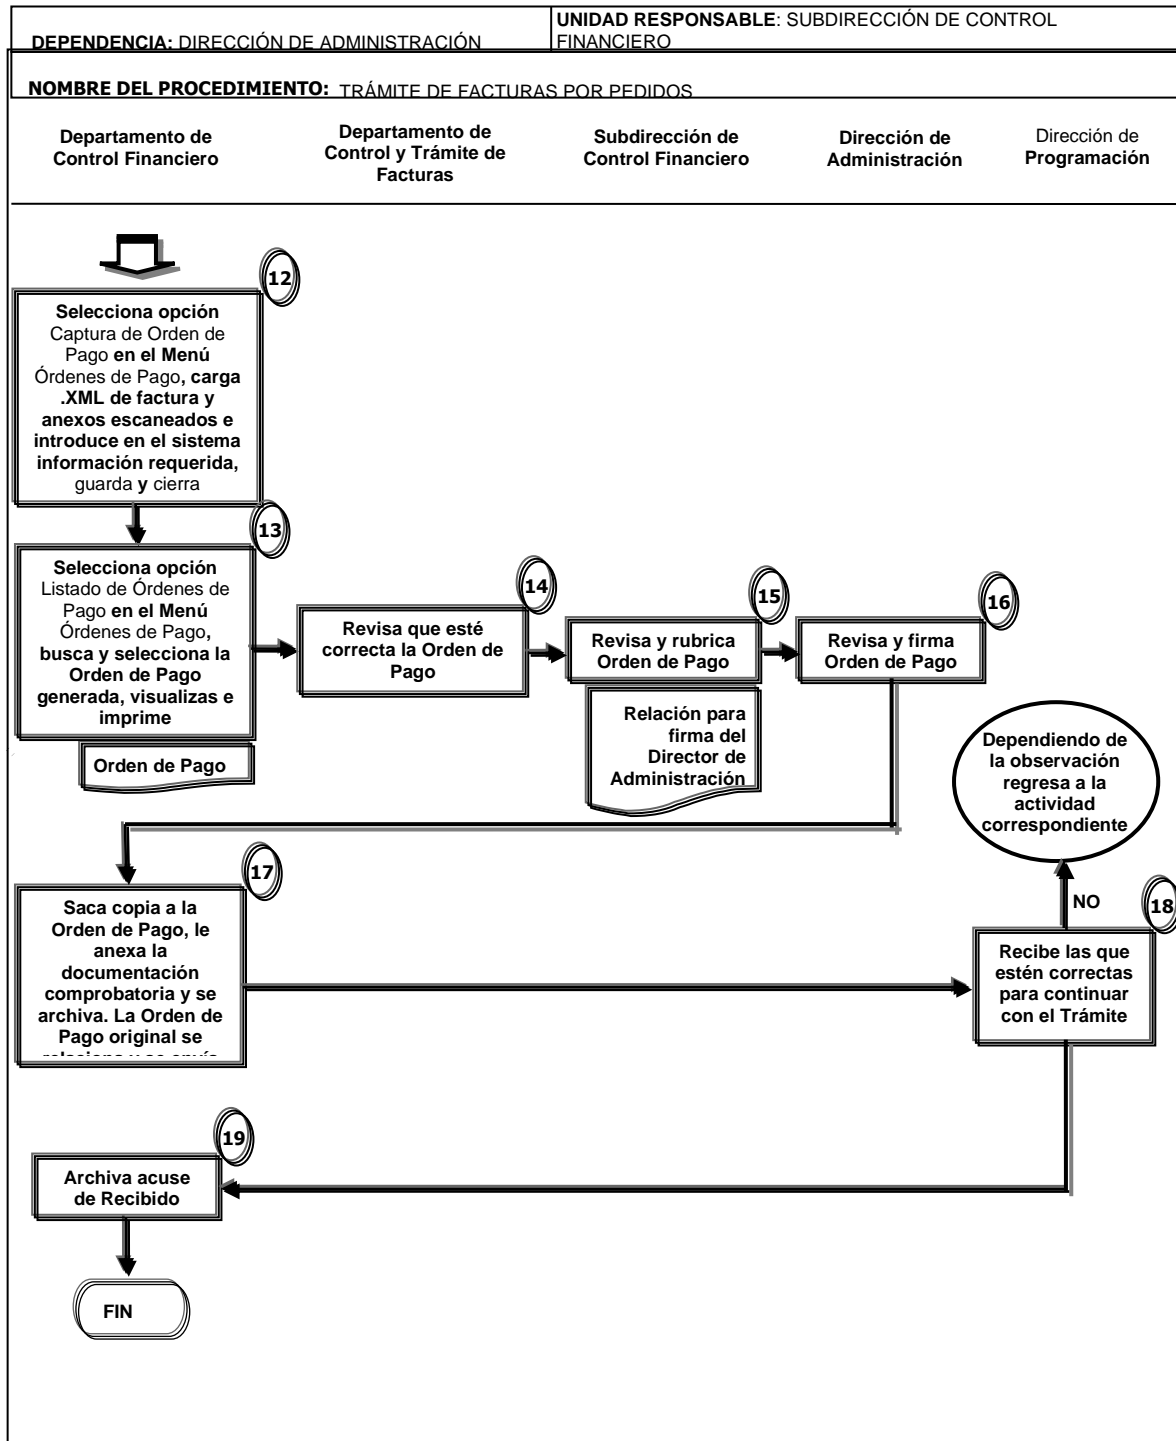 DEPENDENCIA: DIRECCIÓN DE ADMINISTRACIÓN
UNIDAD RESPONSABLE: SUBDIRECCIÓN DE CONTROL
FINANCIERO
NOMBRE DEL PROCEDIMIENTO: TRÁMITE DE FACTURAS POR PEDIDOS
Departamento de
Control Financiero
Departamento de
Control y Trámite de
Facturas
Subdirección de
Control Financiero
Dirección de
Administración
Dirección de
Programación
12
Selecciona opción
Captura de Orden de
Pago en el Menú
Órdenes de Pago, carga
.XML de factura y
anexos escaneados e
introduce en el sistema
información requerida,
guarda y cierra
13
Selecciona opción
Listado de Órdenes de
Pago en el Menú
Órdenes de Pago,
busca y selecciona la
Orden de Pago
generada, visualizas e
imprime
Orden de Pago
14
Revisa que esté
correcta la Orden de
Pago
15
Revisa y rubrica
Orden de Pago
Relación para
firma del
Director de
Administración
16
Revisa y firma
Orden de Pago
Dependiendo de
la observación
regresa a la
actividad
correspondiente
NO
17
Saca copia a la
Orden de Pago, le
anexa la
documentación
comprobatoria y se
archiva. La Orden de
Pago original se
18
Recibe las que
estén correctas
para continuar
con el Trámite
19
Archiva acuse
de Recibido
FIN